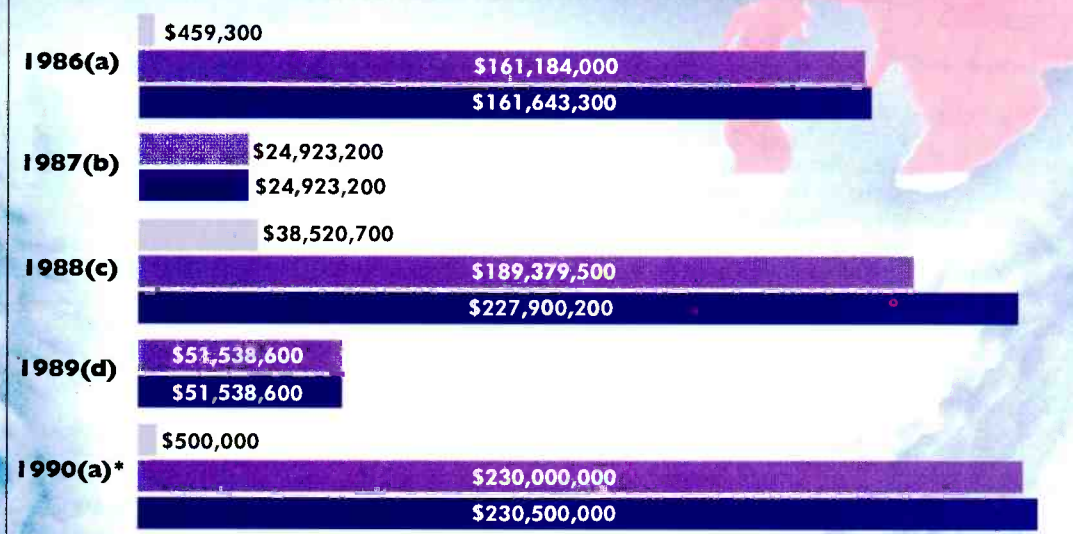 $459,300
1986(a)
$161,184,000
$161,643,300
$24,923,200
1987(b)
$24,923,200
$38,520,700
1988(c)
$189,379,500
$227,900,200
$51,538,600
1989(d)
$51,538,600
$500,000
1990(a)*
$230,000,000
$230,500,000